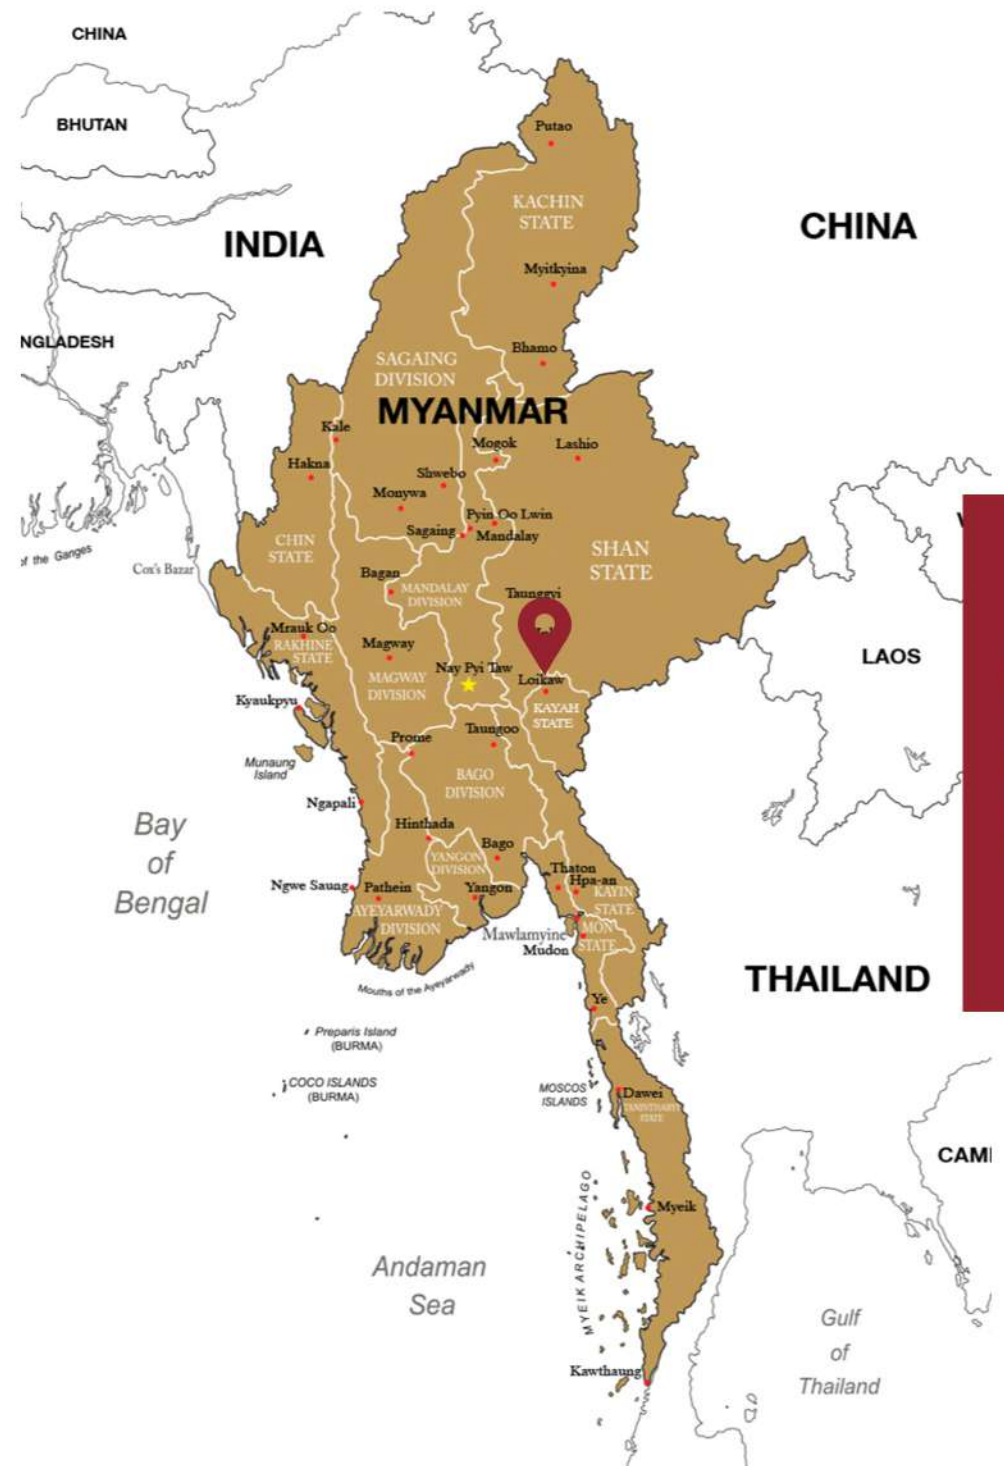 CHINA
BHUTAN
Putao
KACHIN
STATE
INDIA
CHINA
Myitkyina
NGLADESH
Bhamo
SAGAING
DIVISION
MYANMAR
Kale
Mogok
Lashio
Hakna
Shwebo
Monywa
Pyin Oo Lwin
Sagaing
Mandalay
CHIN
STATE
SHAN
STATE
of the Ganges
Cox's Bazar
Bagan
MANDALAY
DIVISION
Taunggyi
Mrauk Oo
RAKHINE
STATE
Magway
LAOS
Nay Pyi Taw
MAGWAY
DIVISION
Loikaw
Kyaukpyu
KAYAH
STATE
Prome
Taungoo
Munaung
Island
BAGO
DIVISION
Ngapali
Bay
of
Bengal
Hinthada
Bago
YANGON
DIVISION
Thaton
Hpa-an
Ngwe Saung
Pathein
Yangon
KAYIN
STATE
AYEYARWADY
DIVISION
Mawlamyine
MON
STATE
Mudon
Mouths of the Ayeyarwady
THAILAND
Ye
Preparis Island
(BURMA)
COCO ISLANDS
(BURMA)
MOSCOS
ISLANDS
Dawei
TANINTHARYI
STATE
CAM
MYEIK ARCHIPELAGO
Myeik
Andaman
Sea
Gulf
of
Thailand
Kawthaung